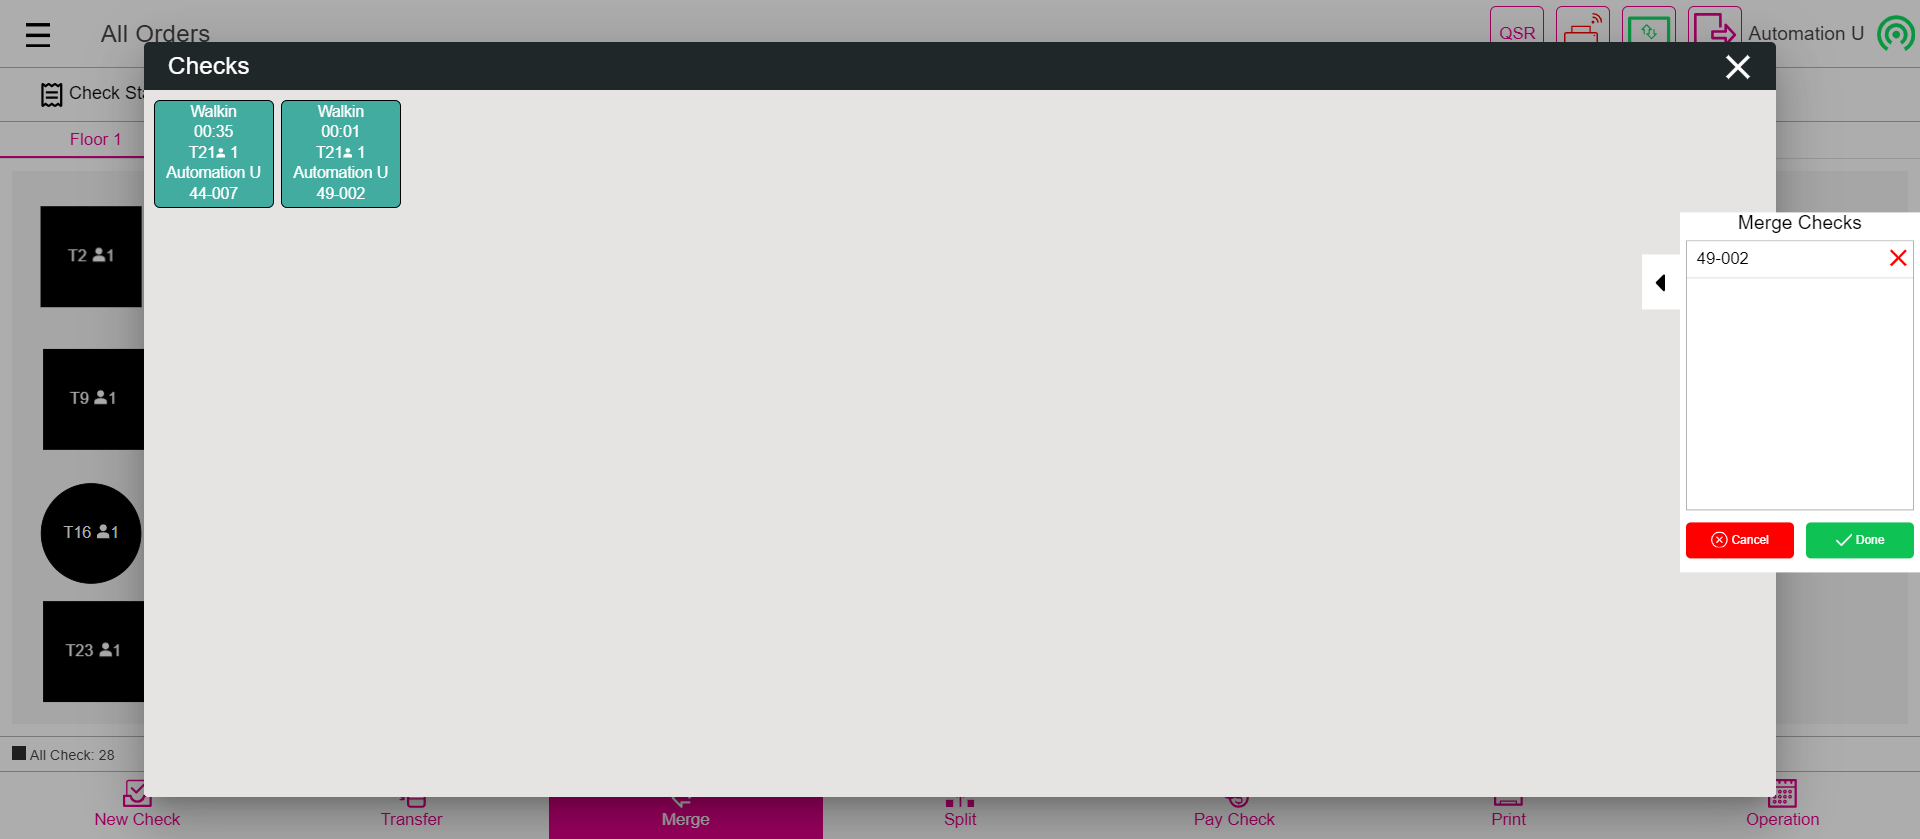 All Orders
QSR
Automation U
Checks
Check Sta
Floor 1
Walkin
00:35
T21 1
Automation U
44-007
Walkin
00:01
T21 1
Automation U
49-002
T2 1
T9 1
T16 1
T23 1
Merge Checks
49-002
Cancel
Done
All Check: 28
New Check
Transfer
Merge
Split
Pay Check
Print
Operation